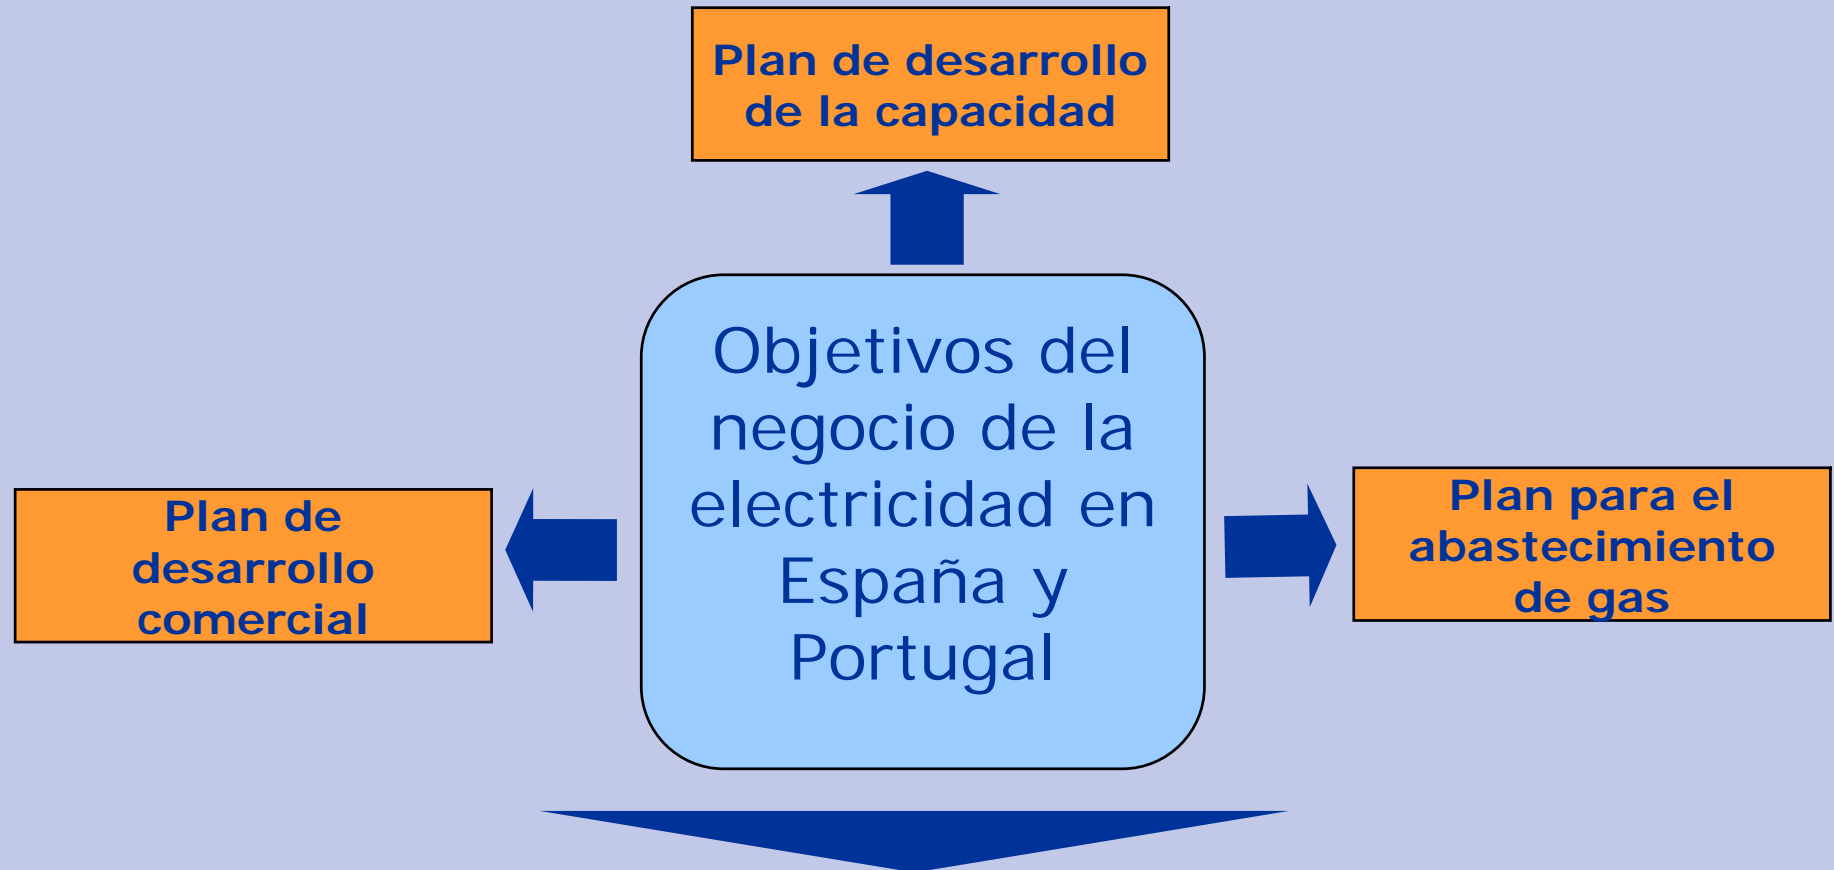 Plan de desarrollo
de la capacidad
Objetivos del
negocio de la
electricidad en
España y
Portugal
Plan de
desarrollo
comercial
Plan para el
abastecimiento
de gas